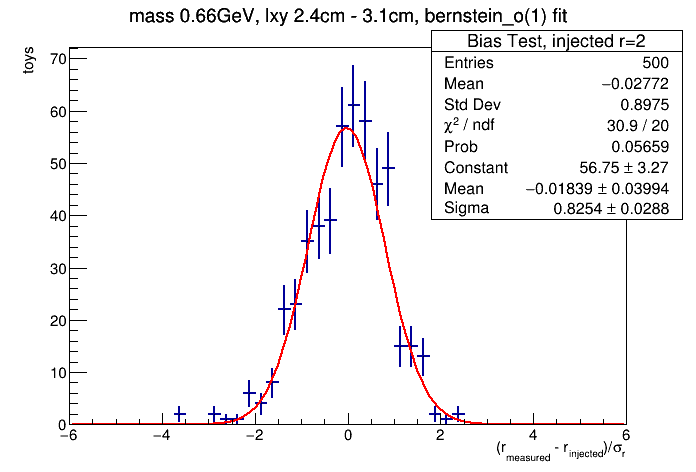 mass 0.66GeV, lxy 2.4cm - 3.1cm, bernstein_o(1) fit
toys
Bias Test, injected r=2
Entries 500
Mean −0.02772
Std Dev 0.8975
χ² / ndf 30.9 / 20
Prob 0.05659
Constant 56.75 ± 3.27
Mean −0.01839 ± 0.03994
Sigma 0.8254 ± 0.0288
70
60
50
40
30
20
10
0
−6 −4 −2 0 2 4 6
(r_measured - r_injected)/σ_r